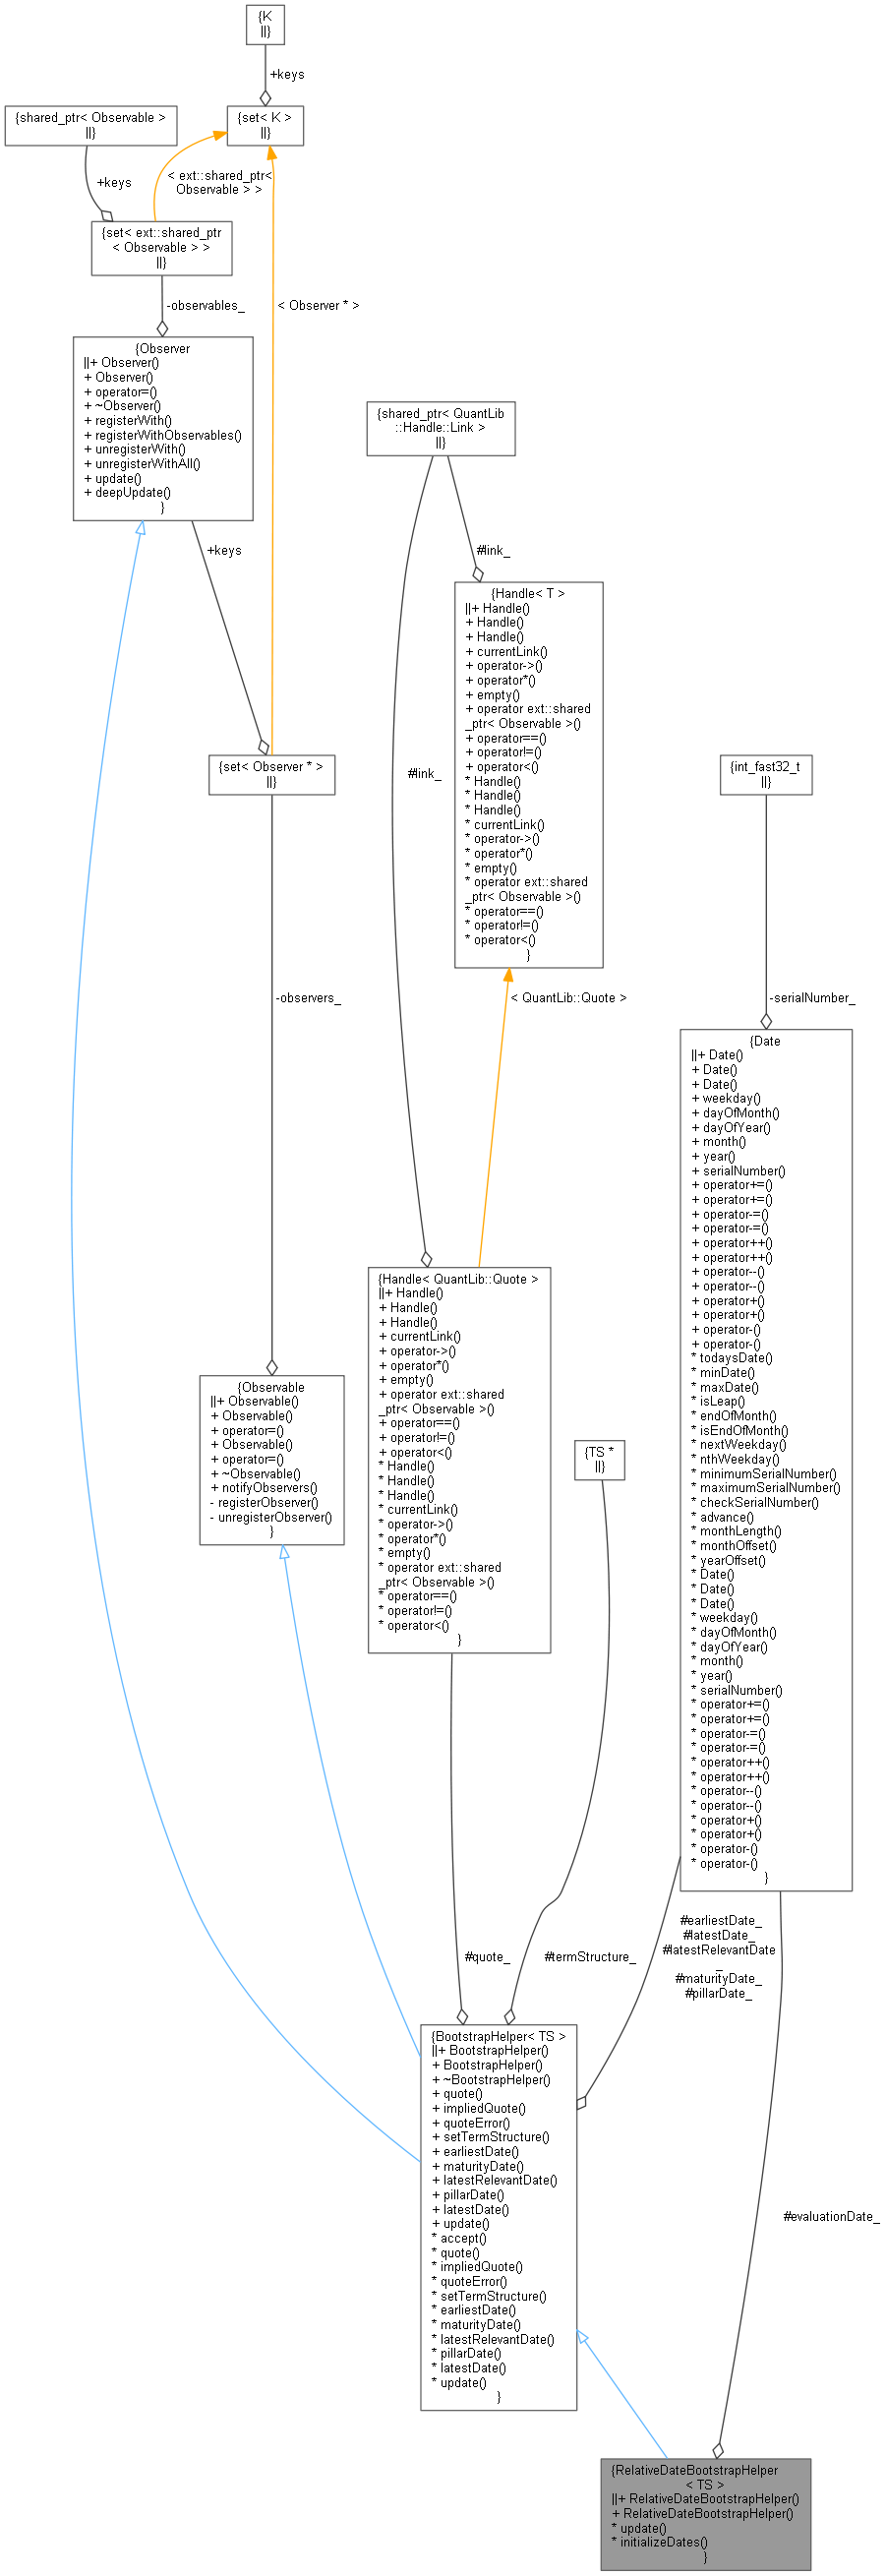 {K
||}
+keys
{shared_ptr< Observable >
||}
{set< K >
||}
+keys
< ext::shared_ptr<
Observable > >
{set< ext::shared_ptr
< Observable > >
||}
-observables_
< Observer * >
{Observer
||+ Observer()
+ Observer()
+ operator=()
+ ~Observer()
+ registerWith()
+ registerWithObservables()
+ unregisterWith()
+ unregisterWithAll()
+ update()
+ deepUpdate()
}
{shared_ptr< QuantLib
::Handle::Link >
||}
+keys
#link_
{Handle< T >
||+ Handle()
+ Handle()
+ Handle()
+ currentLink()
+ operator->()
+ operator*()
+ empty()
+ operator ext::shared
_ptr< Observable >()
+ operator==()
+ operator!=()
+ operator<()
* Handle()
* Handle()
* Handle()
* currentLink()
* operator->()
* operator*()
* empty()
* operator ext::shared
_ptr< Observable >()
* operator==()
* operator!=()
* operator<()
}
{set< Observer * >
||}
#link_
{int_fast32_t
||}
-observers_
< QuantLib::Quote >
-serialNumber_
{Date
||+ Date()
+ Date()
+ Date()
+ weekday()
+ dayOfMonth()
+ dayOfYear()
+ month()
+ year()
+ serialNumber()
+ operator+=()
+ operator+=()
+ operator-=()
+ operator-=()
+ operator++()
+ operator++()
+ operator--()
+ operator--()
+ operator+()
+ operator+()
+ operator-()
+ operator-()
* todaysDate()
* minDate()
* maxDate()
* isLeap()
* endOfMonth()
* isEndOfMonth()
* nextWeekday()
* nthWeekday()
* minimumSerialNumber()
* maximumSerialNumber()
* checkSerialNumber()
* advance()
* monthLength()
* monthOffset()
* yearOffset()
* Date()
* Date()
* Date()
* weekday()
* dayOfMonth()
* dayOfYear()
* month()
* year()
* serialNumber()
* operator+=()
* operator+=()
* operator-=()
* operator-=()
* operator++()
* operator++()
* operator--()
* operator--()
* operator+()
* operator+()
* operator-()
* operator-()
}
{Handle< QuantLib::Quote >
||+ Handle()
+ Handle()
+ Handle()
+ currentLink()
+ operator->()
+ operator*()
+ empty()
+ operator ext::shared
_ptr< Observable >()
+ operator==()
+ operator!=()
+ operator<()
* Handle()
* Handle()
* Handle()
* currentLink()
* operator->()
* operator*()
* empty()
* operator ext::shared
_ptr< Observable >()
* operator==()
* operator!=()
* operator<()
}
{Observable
||+ Observable()
+ Observable()
+ operator=()
+ Observable()
+ operator=()
+ ~Observable()
+ notifyObservers()
- registerObserver()
- unregisterObserver()
}
{TS *
||}
#quote_
#termStructure_
#earliestDate_
#latestDate_
#latestRelevantDate
_
#maturityDate_
#pillarDate_
{BootstrapHelper< TS >
||+ BootstrapHelper()
+ BootstrapHelper()
+ ~BootstrapHelper()
+ quote()
+ impliedQuote()
+ quoteError()
+ setTermStructure()
+ earliestDate()
+ maturityDate()
+ latestRelevantDate()
+ pillarDate()
+ latestDate()
+ update()
* accept()
* quote()
* impliedQuote()
* quoteError()
* setTermStructure()
* earliestDate()
* maturityDate()
* latestRelevantDate()
* pillarDate()
* latestDate()
* update()
}
#evaluationDate_
{RelativeDateBootstrapHelper
< TS >
||+ RelativeDateBootstrapHelper()
+ RelativeDateBootstrapHelper()
* update()
* initializeDates()
}